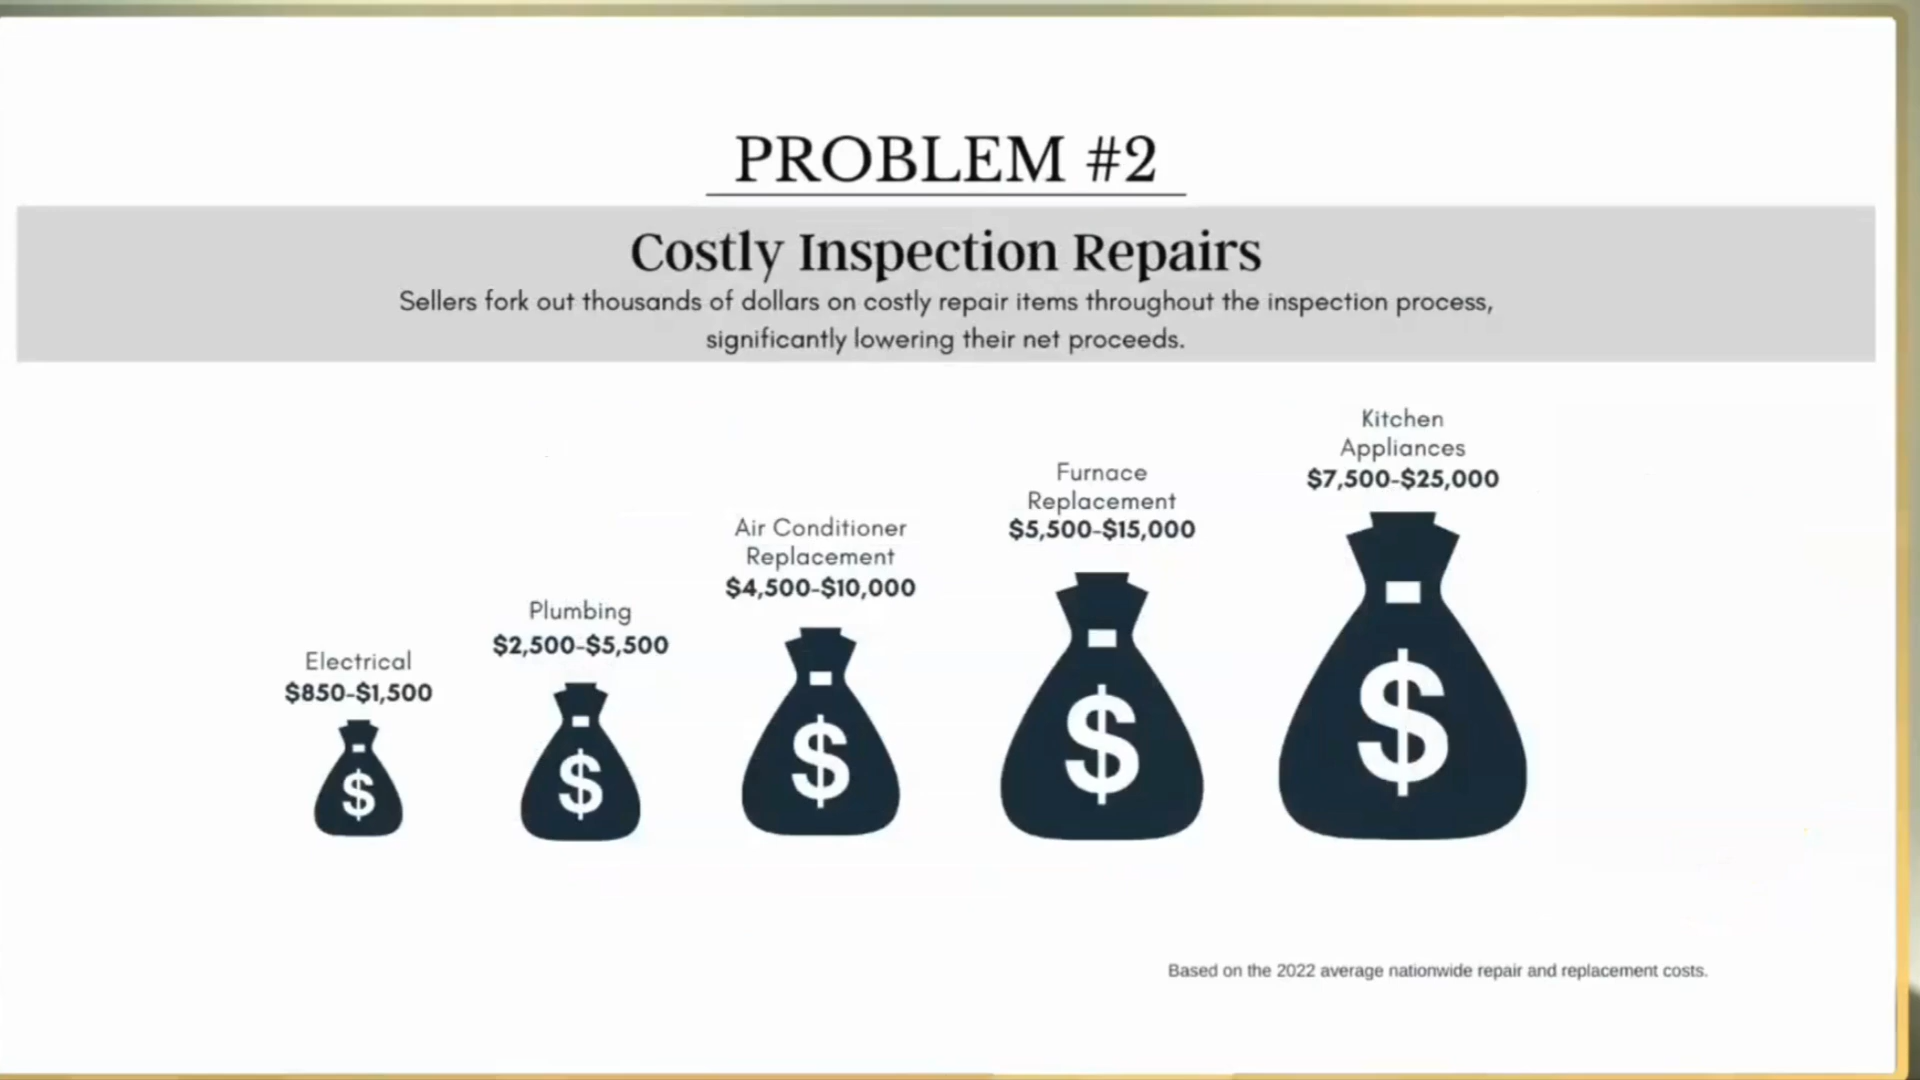 PROBLEM #2
Costly Inspection Repairs
Sellers fork out thousands of dollars on costly repair items throughout the inspection process,
significantly lowering their net proceeds.
Electrical
$850-$1,500
$
Plumbing
$2,500-$5,500
$
Air Conditioner
Replacement
$4,500-$10,000
$
Furnace
Replacement
$5,500-$15,000
$
Kitchen
Appliances
$7,500-$25,000
$
Based on the 2022 average nationwide repair and replacement costs.